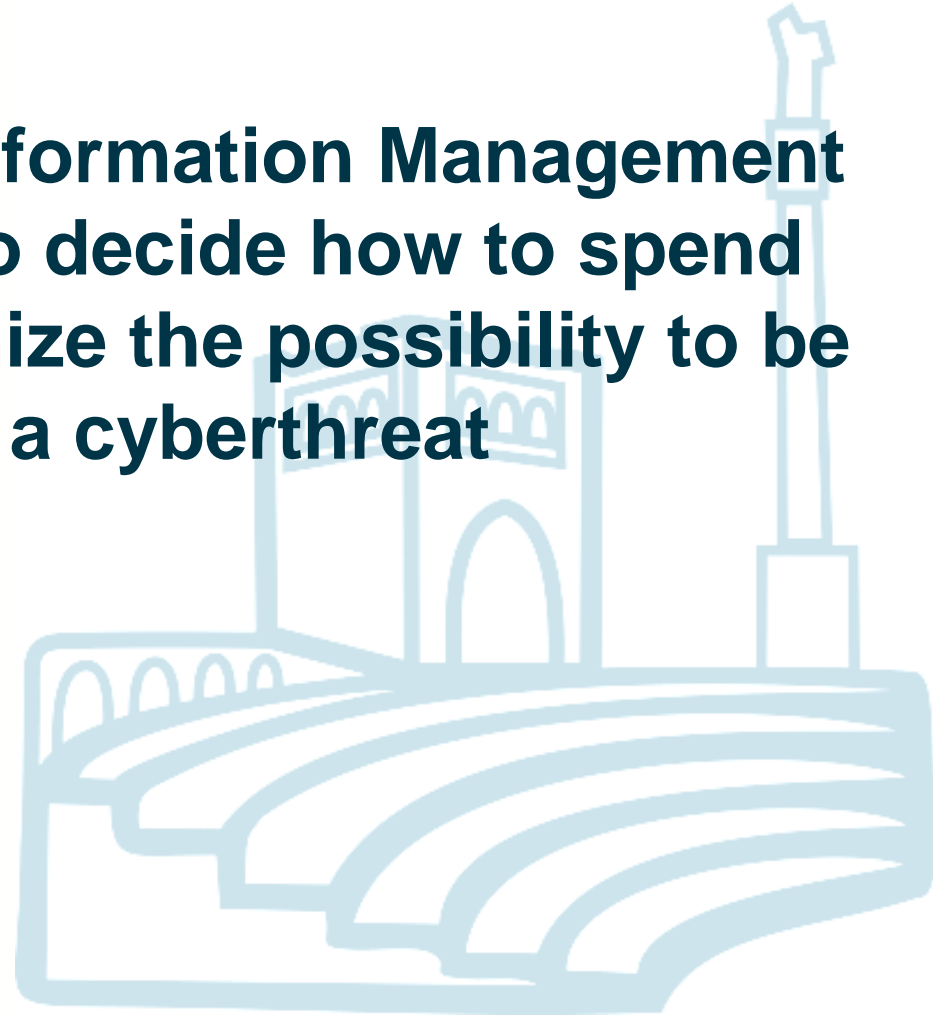 formation Management
o decide how to spend
ize the possibility to be
a cyberthreat